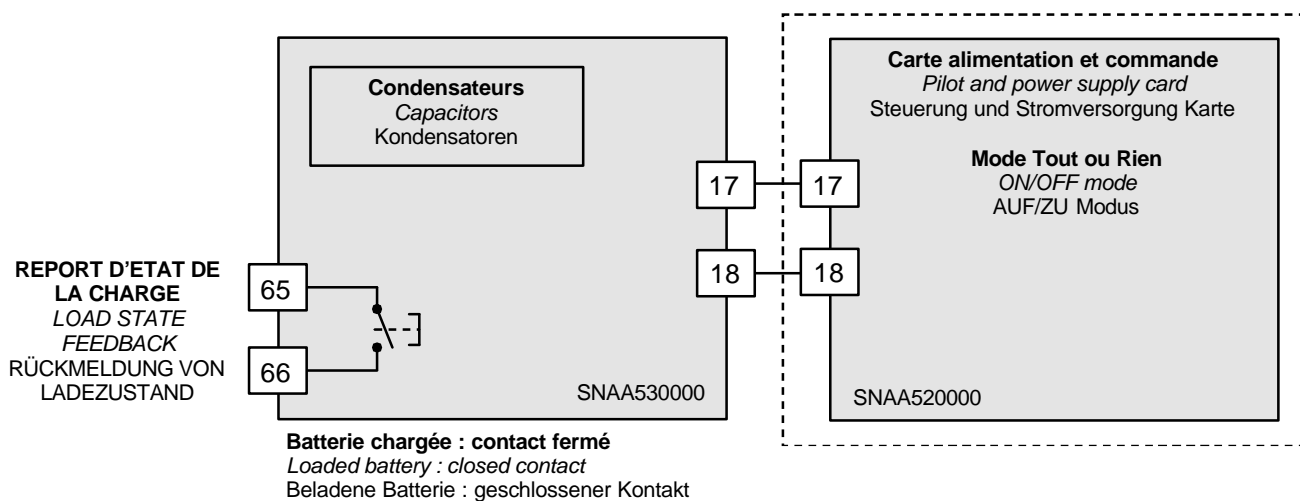 Condensateurs
Capacitors
Kondensatoren
Carte alimentation et commande
Pilot and power supply card
Steuerung und Stromversorgung Karte
Mode Tout ou Rien
ON/OFF mode
AUF/ZU Modus
17
17
18
18
REPORT D'ETAT DE
LA CHARGE
LOAD STATE
FEEDBACK
RÜCKMELDUNG VON
LADEZUSTAND
65
66
SNAA530000
SNAA520000
Batterie chargée : contact fermé
Loaded battery : closed contact
Beladene Batterie : geschlossener Kontakt